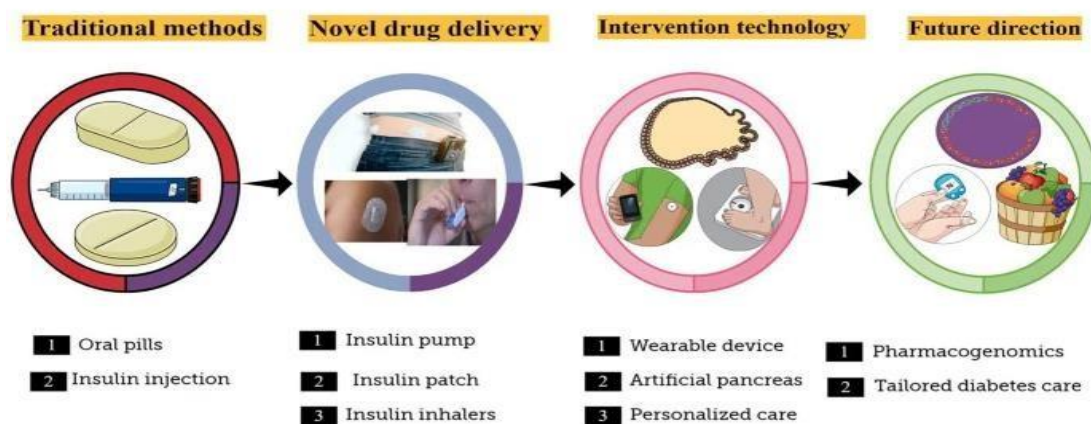 Traditional methods
Novel drug delivery
Intervention technology
Future direction
1 Oral pills
2 Insulin injection
1 Insulin pump
2 Insulin patch
3 Insulin inhalers
1 Wearable device
2 Artificial pancreas
3 Personalized care
1 Pharmacogenomics
2 Tailored diabetes care